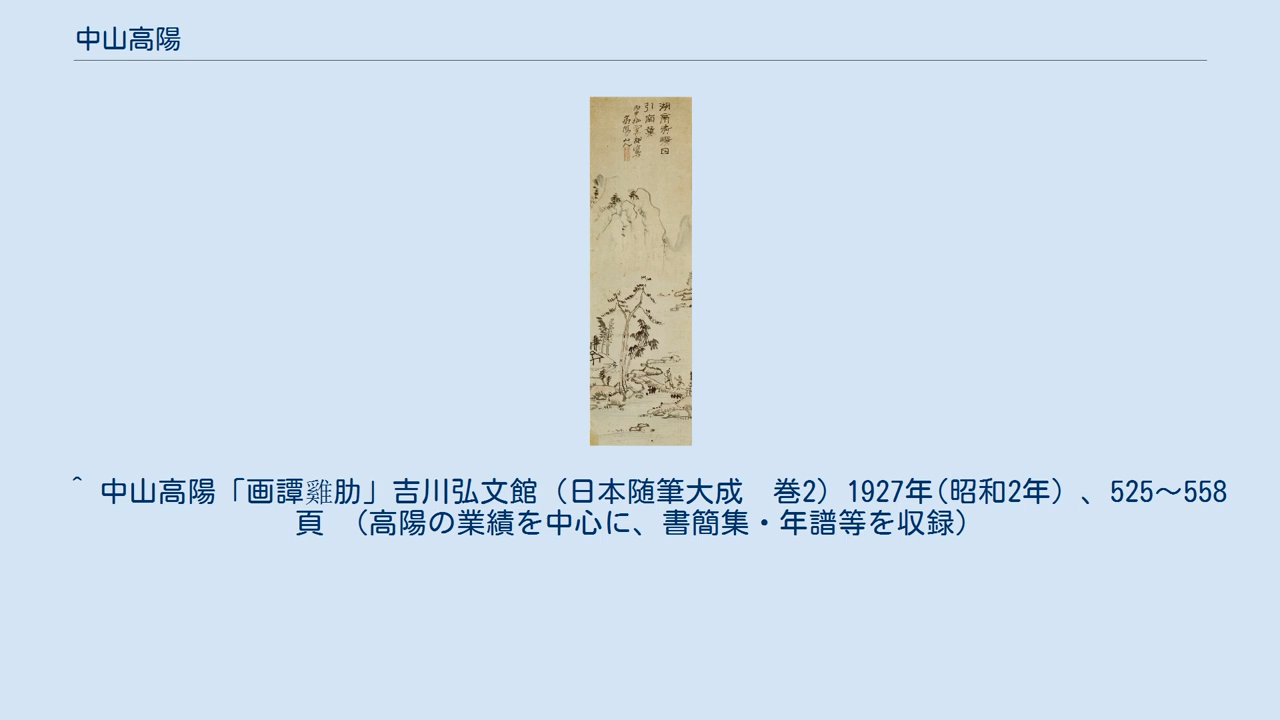 中山高陽
^ 中山高陽「画譚雞肋」吉川弘文館（日本随筆大成　巻2）1927年(昭和2年）、525〜558
頁　（高陽の業績を中心に、書簡集・年譜等を収録）